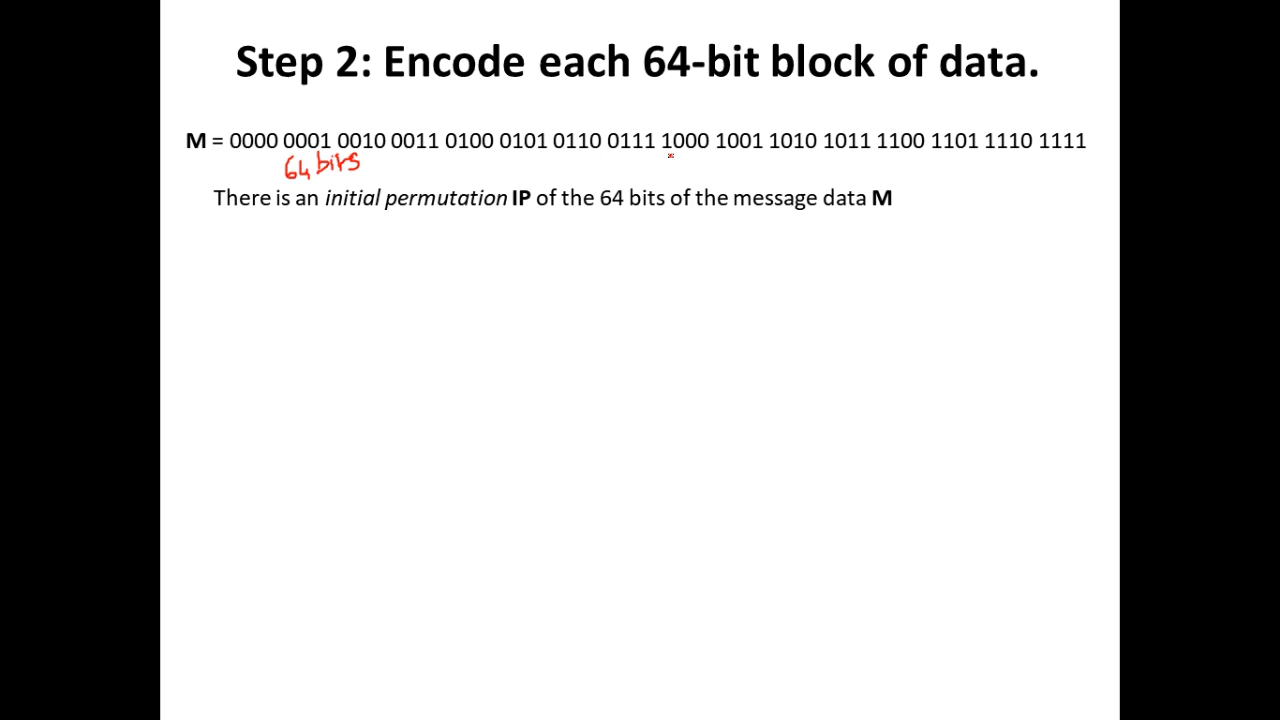 Step 2: Encode each 64-bit block of data.
M = 0000 0001 0010 0011 0100 0101 0110 0111 1000 1001 1010 1011 1100 1101 1110 1111
64 bits
There is an initial permutation IP of the 64 bits of the message data M